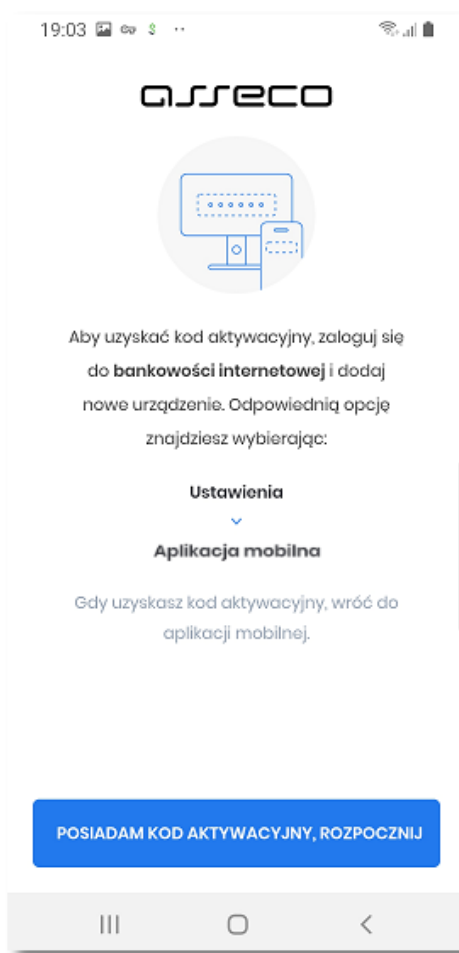 19:03
asseco
Aby uzyskać kod aktywacyjny, zaloguj się
do bankowości internetowej i dodaj
nowe urządzenie. Odpowiednią opcję
znajdziesz wybierając:
Ustawienia
Aplikacja mobilna
Gdy uzyskasz kod aktywacyjny, wróć do
aplikacji mobilnej.
POSIADAM KOD AKTYWACYJNY, ROZPOCZNIJ